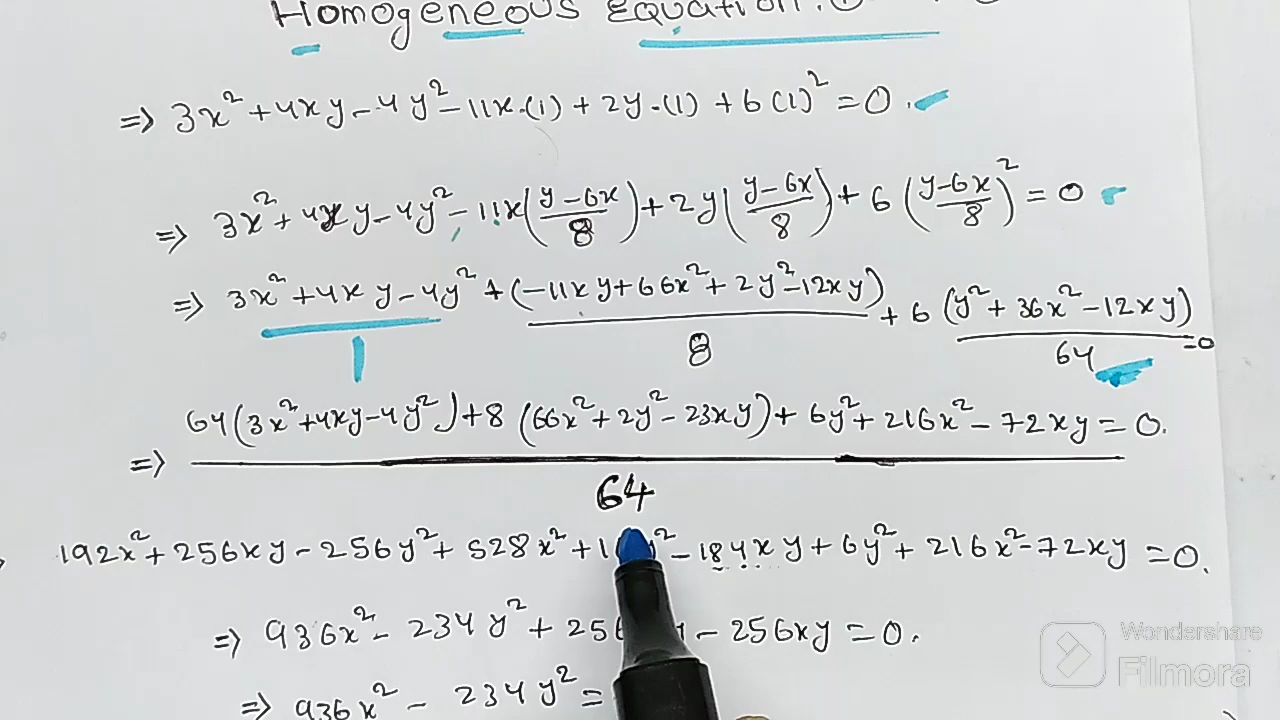 Homogeneous Equation.
=> 3x² + 4xy - 4y² - 11x·(1) + 2y·(1) + 6(1)² = 0.
=> 3x² + 4xy - 4y² - 11x((y-6x)/8) + 2y((y-6x)/8) + 6((y-6x)/8)² = 0
=> (3x² + 4xy - 4y²)/1 + (-11xy + 66x² + 2y² - 12xy)/8 + 6(y² + 36x² - 12xy)/64 = 0
=> (64(3x² + 4xy - 4y²) + 8(66x² + 2y² - 23xy) + 6y² + 216x² - 72xy)/64 = 0.
192x² + 256xy - 256y² + 528x² + 1 ² - 184xy + 6y² + 216x² - 72xy = 0.
=> 936x² - 234y² + 256 - 256xy = 0.
=> 936x² - 234y² =
Wondershare
Filmora